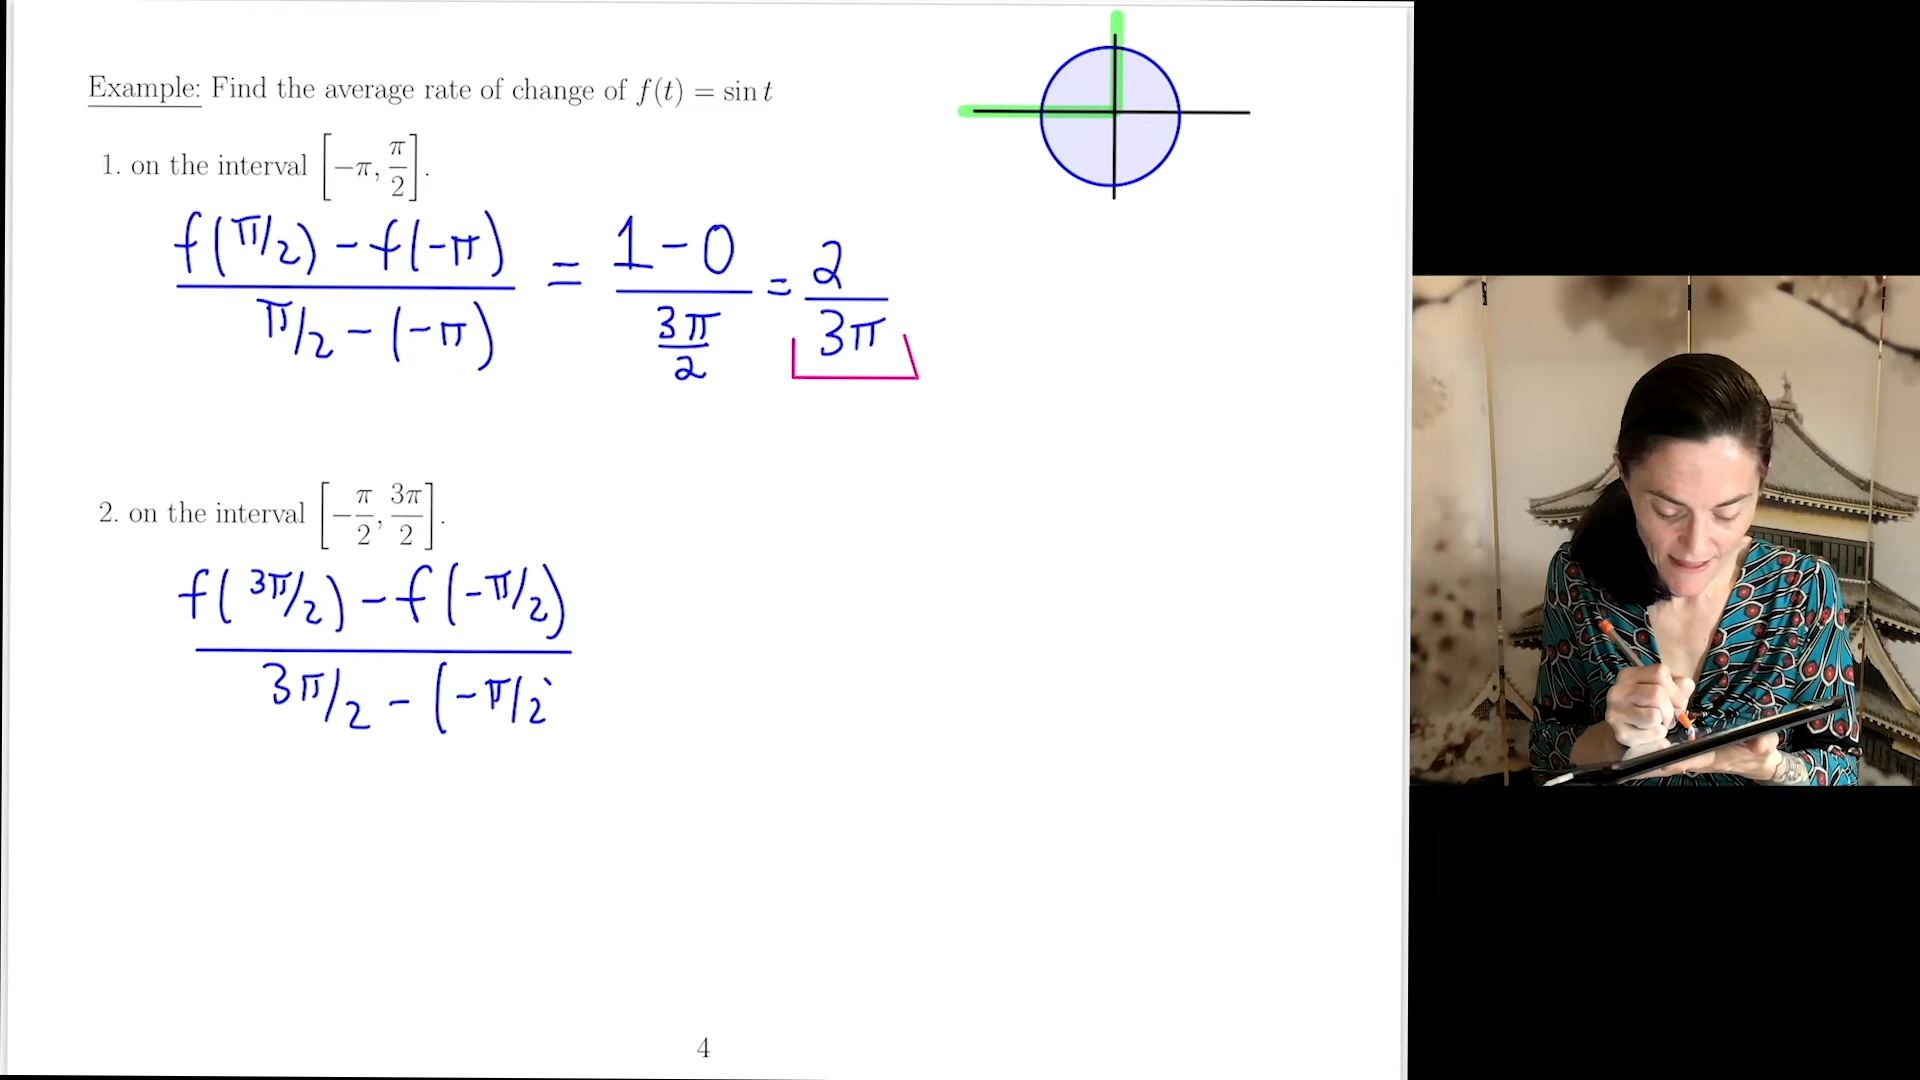 Example: Find the average rate of change of f(t) = sin t
1. on the interval [−π, π/2].
f(π/2) − f(−π) / π/2 − (−π) = 1 − 0 / 3π/2 = 2 / 3π
2. on the interval [−π/2, 3π/2].
f(3π/2) − f(−π/2)
3π/2 − (−π/2
4